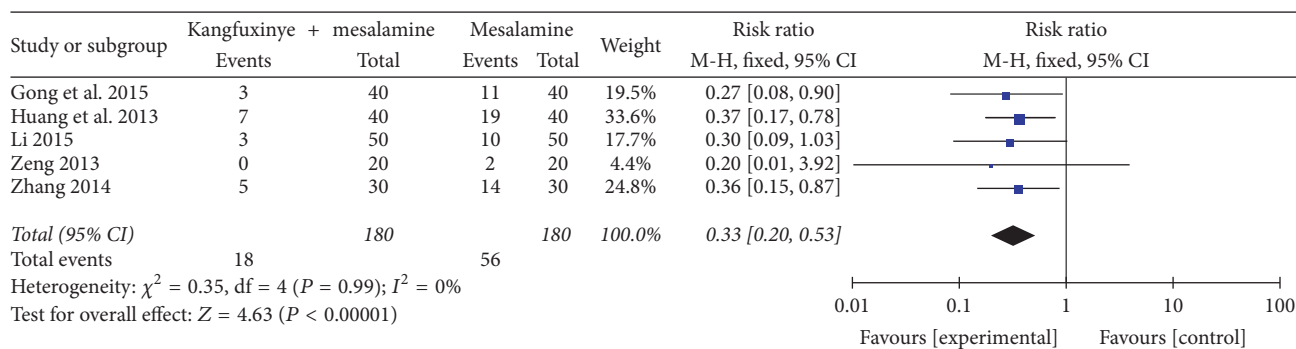 Study or subgroup Kangfuxinye + mesalamine Mesalamine Weight Risk ratio Risk ratio
Events Total Events Total M-H, fixed, 95% CI M-H, fixed, 95% CI
Gong et al. 2015 3 40 11 40 19.5% 0.27 [0.08, 0.90]
Huang et al. 2013 7 40 19 40 33.6% 0.37 [0.17, 0.78]
Li 2015 3 50 10 50 17.7% 0.30 [0.09, 1.03]
Zeng 2013 0 20 2 20 4.4% 0.20 [0.01, 3.92]
Zhang 2014 5 30 14 30 24.8% 0.36 [0.15, 0.87]
Total (95% CI) 180 180 100.0% 0.33 [0.20, 0.53]
Total events 18 56
Heterogeneity: χ² = 0.35, df = 4 (P = 0.99); I² = 0%
Test for overall effect: Z = 4.63 (P < 0.00001)
0.01 0.1 1 10 100
Favours [experimental] Favours [control]